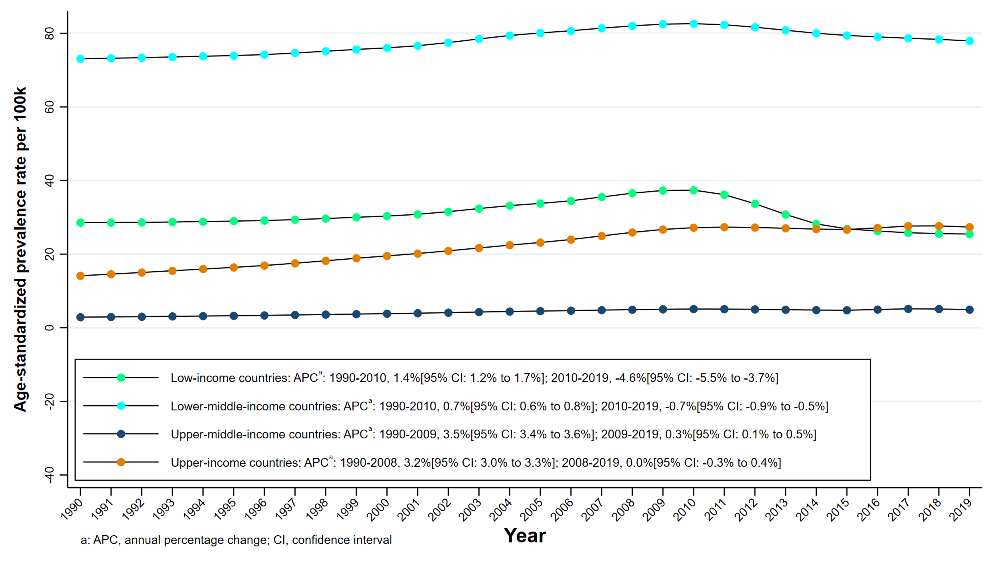 Age-standardized prevalence rate per 100k
80
60
40
20
0
-20
-40
Low-income countries: APCᵃ: 1990-2010, 1.4%[95% CI: 1.2% to 1.7%]; 2010-2019, -4.6%[95% CI: -5.5% to -3.7%]
Lower-middle-income countries: APCᵃ: 1990-2010, 0.7%[95% CI: 0.6% to 0.8%]; 2010-2019, -0.7%[95% CI: -0.9% to -0.5%]
Upper-middle-income countries: APCᵃ: 1990-2009, 3.5%[95% CI: 3.4% to 3.6%]; 2009-2019, 0.3%[95% CI: 0.1% to 0.5%]
Upper-income countries: APCᵃ: 1990-2008, 3.2%[95% CI: 3.0% to 3.3%]; 2008-2019, 0.0%[95% CI: -0.3% to 0.4%]
1990 1991 1992 1993 1994 1995 1996 1997 1998 1999 2000 2001 2002 2003 2004 2005 2006 2007 2008 2009 2010 2011 2012 2013 2014 2015 2016 2017 2018 2019
Year
a: APC, annual percentage change; CI, confidence interval